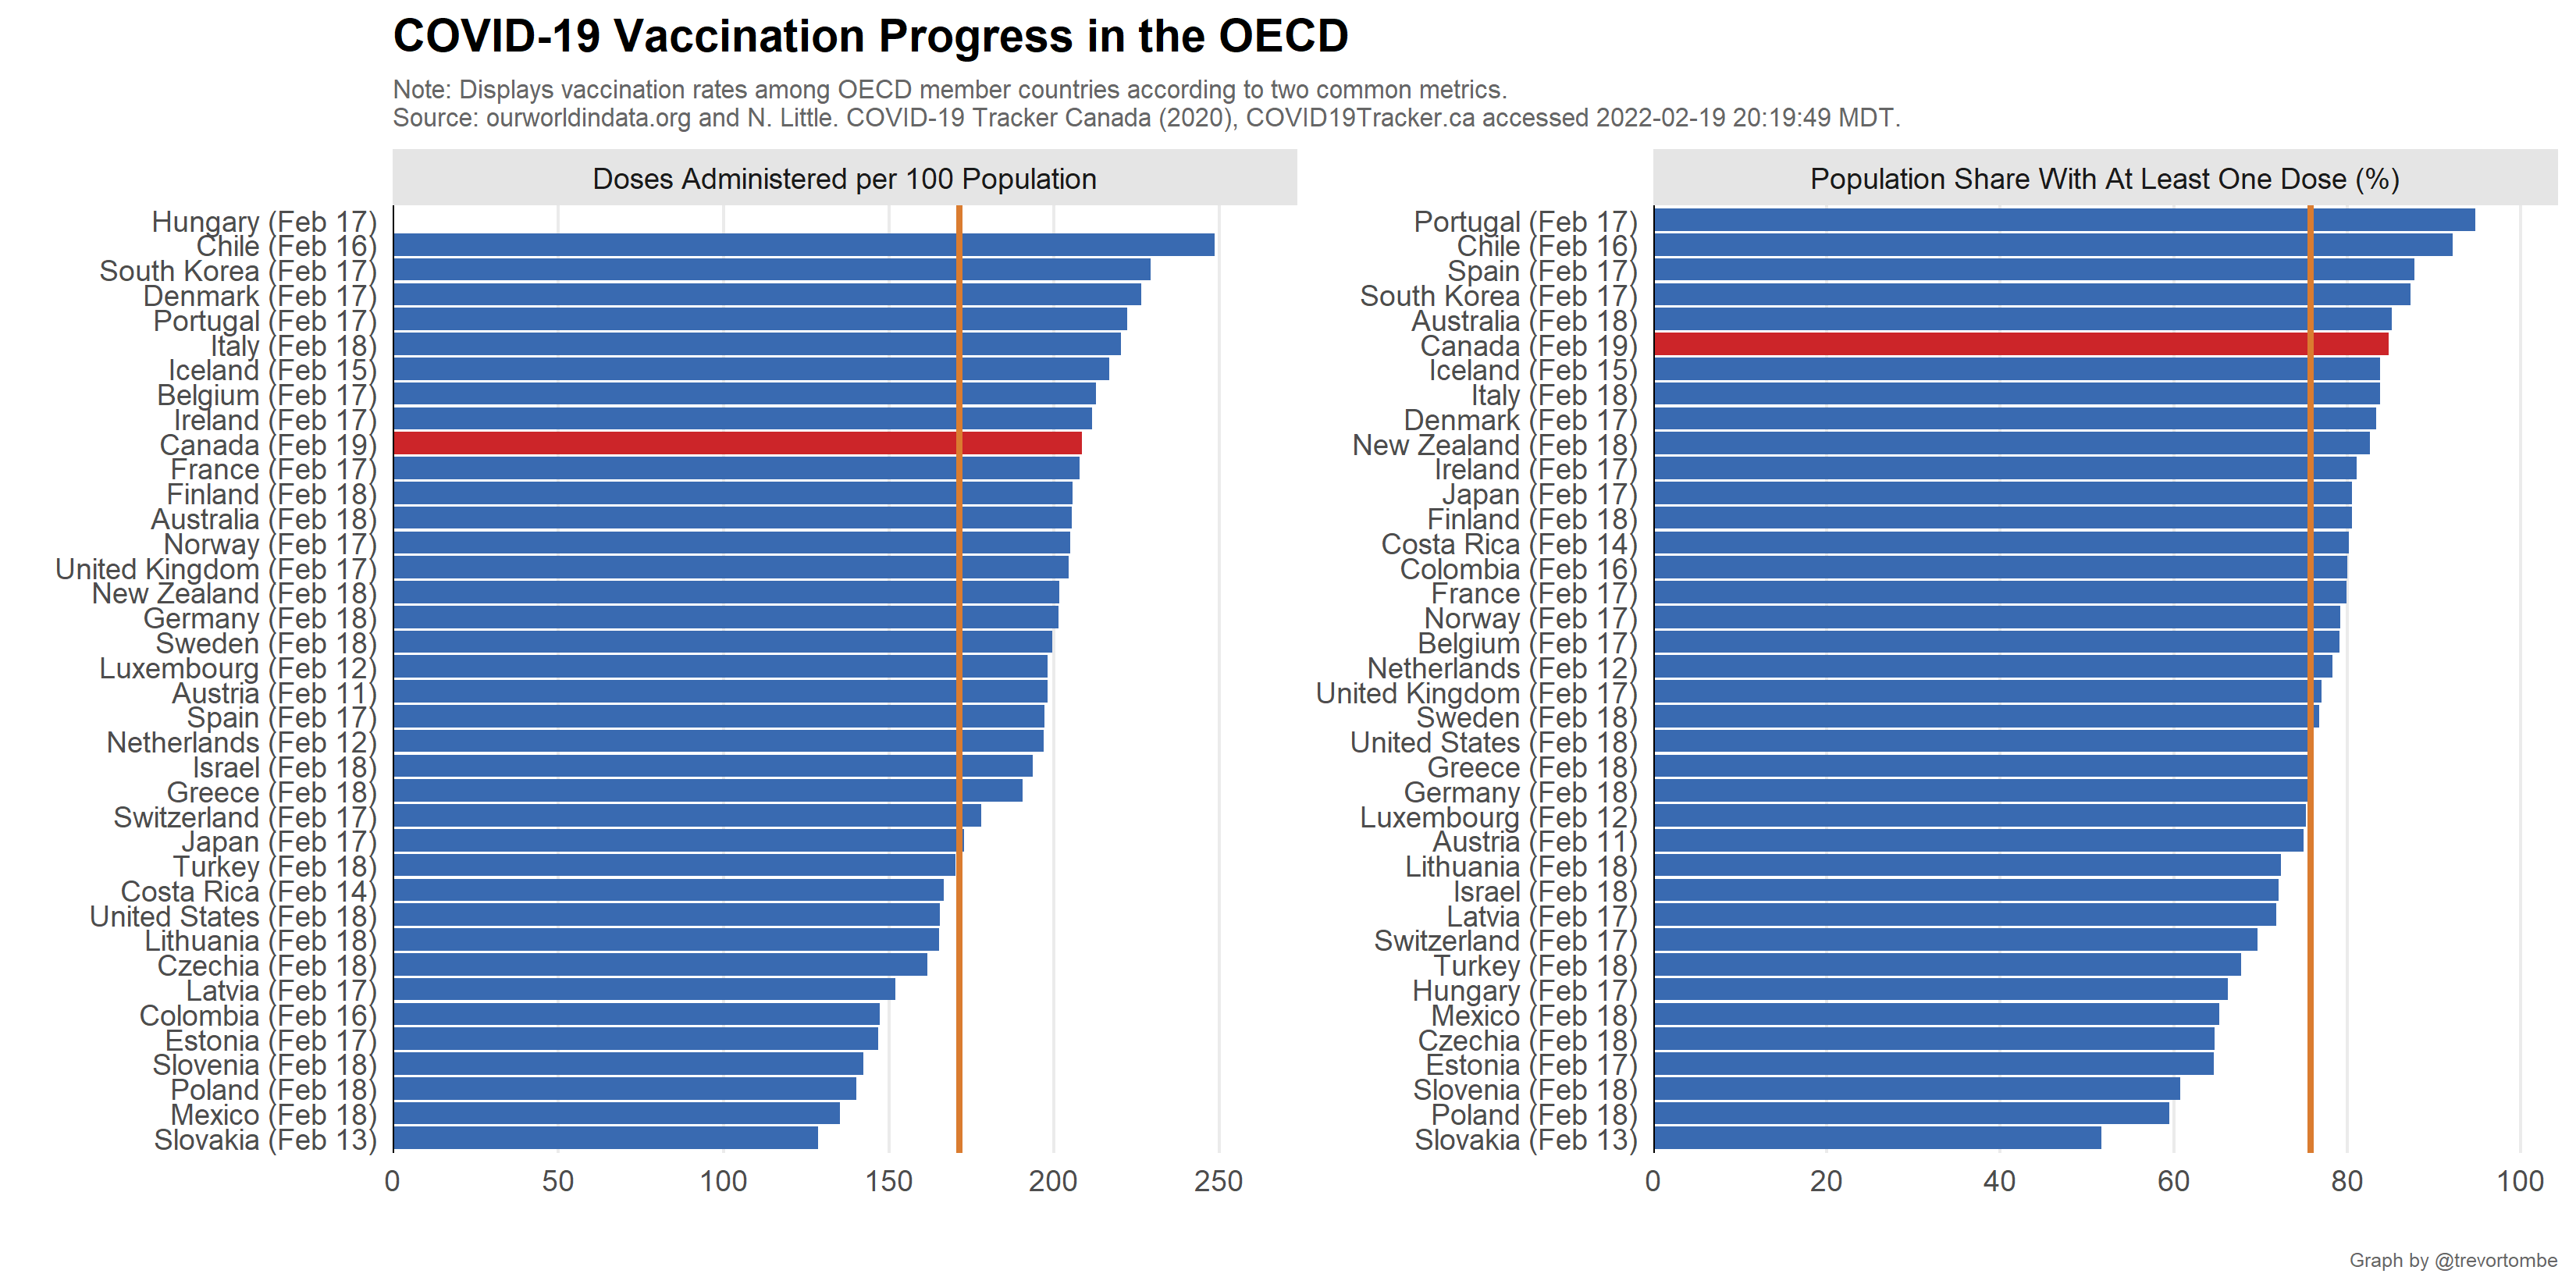 COVID-19 Vaccination Progress in the OECD
Note: Displays vaccination rates among OECD member countries according to two common metrics.
Source: ourworldindata.org and N. Little. COVID-19 Tracker Canada (2020), COVID19Tracker.ca accessed 2022-02-19 20:19:49 MDT.
Doses Administered per 100 Population
Hungary (Feb 17)
Chile (Feb 16)
South Korea (Feb 17)
Denmark (Feb 17)
Portugal (Feb 17)
Italy (Feb 18)
Iceland (Feb 15)
Belgium (Feb 17)
Ireland (Feb 17)
Canada (Feb 19)
France (Feb 17)
Finland (Feb 18)
Australia (Feb 18)
Norway (Feb 17)
United Kingdom (Feb 17)
New Zealand (Feb 18)
Germany (Feb 18)
Sweden (Feb 18)
Luxembourg (Feb 12)
Austria (Feb 11)
Spain (Feb 17)
Netherlands (Feb 12)
Israel (Feb 18)
Greece (Feb 18)
Switzerland (Feb 17)
Japan (Feb 17)
Turkey (Feb 18)
Costa Rica (Feb 14)
United States (Feb 18)
Lithuania (Feb 18)
Czechia (Feb 18)
Latvia (Feb 17)
Colombia (Feb 16)
Estonia (Feb 17)
Slovenia (Feb 18)
Poland (Feb 18)
Mexico (Feb 18)
Slovakia (Feb 13)
0 50 100 150 200 250
Population Share With At Least One Dose (%)
Portugal (Feb 17)
Chile (Feb 16)
Spain (Feb 17)
South Korea (Feb 17)
Australia (Feb 18)
Canada (Feb 19)
Iceland (Feb 15)
Italy (Feb 18)
Denmark (Feb 17)
New Zealand (Feb 18)
Ireland (Feb 17)
Japan (Feb 17)
Finland (Feb 18)
Costa Rica (Feb 14)
Colombia (Feb 16)
France (Feb 17)
Norway (Feb 17)
Belgium (Feb 17)
Netherlands (Feb 12)
United Kingdom (Feb 17)
Sweden (Feb 18)
United States (Feb 18)
Greece (Feb 18)
Germany (Feb 18)
Luxembourg (Feb 12)
Austria (Feb 11)
Lithuania (Feb 18)
Israel (Feb 18)
Latvia (Feb 17)
Switzerland (Feb 17)
Turkey (Feb 18)
Hungary (Feb 17)
Mexico (Feb 18)
Czechia (Feb 18)
Estonia (Feb 17)
Slovenia (Feb 18)
Poland (Feb 18)
Slovakia (Feb 13)
0 20 40 60 80 100
Graph by @trevortombe